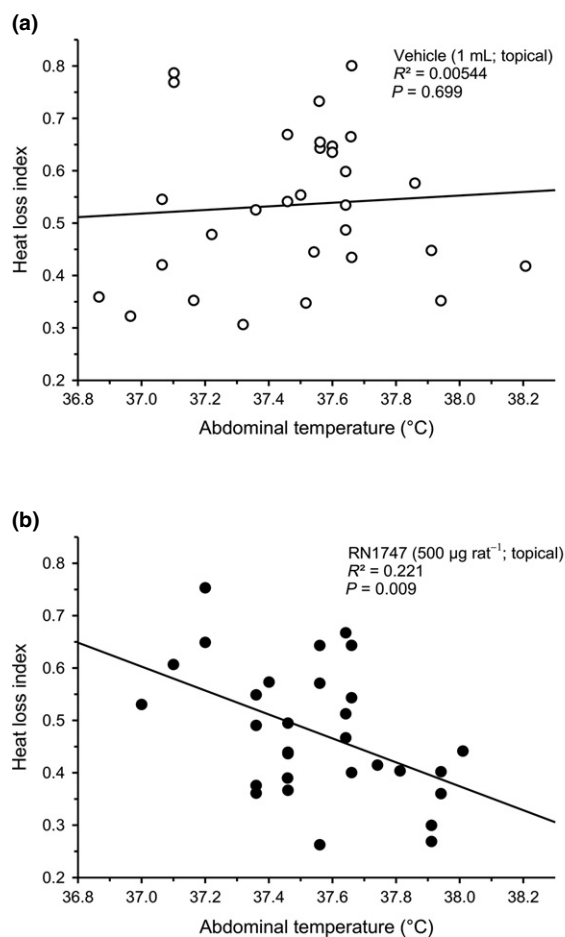 (a)
Vehicle (1 mL; topical)
R² = 0.00544
P = 0.699
Heat loss index
0.8
0.7
0.6
0.5
0.4
0.3
0.2
36.8 37.0 37.2 37.4 37.6 37.8 38.0 38.2
Abdominal temperature (°C)
(b)
RN1747 (500 μg rat⁻¹; topical)
R² = 0.221
P = 0.009
Heat loss index
0.8
0.7
0.6
0.5
0.4
0.3
0.2
36.8 37.0 37.2 37.4 37.6 37.8 38.0 38.2
Abdominal temperature (°C)